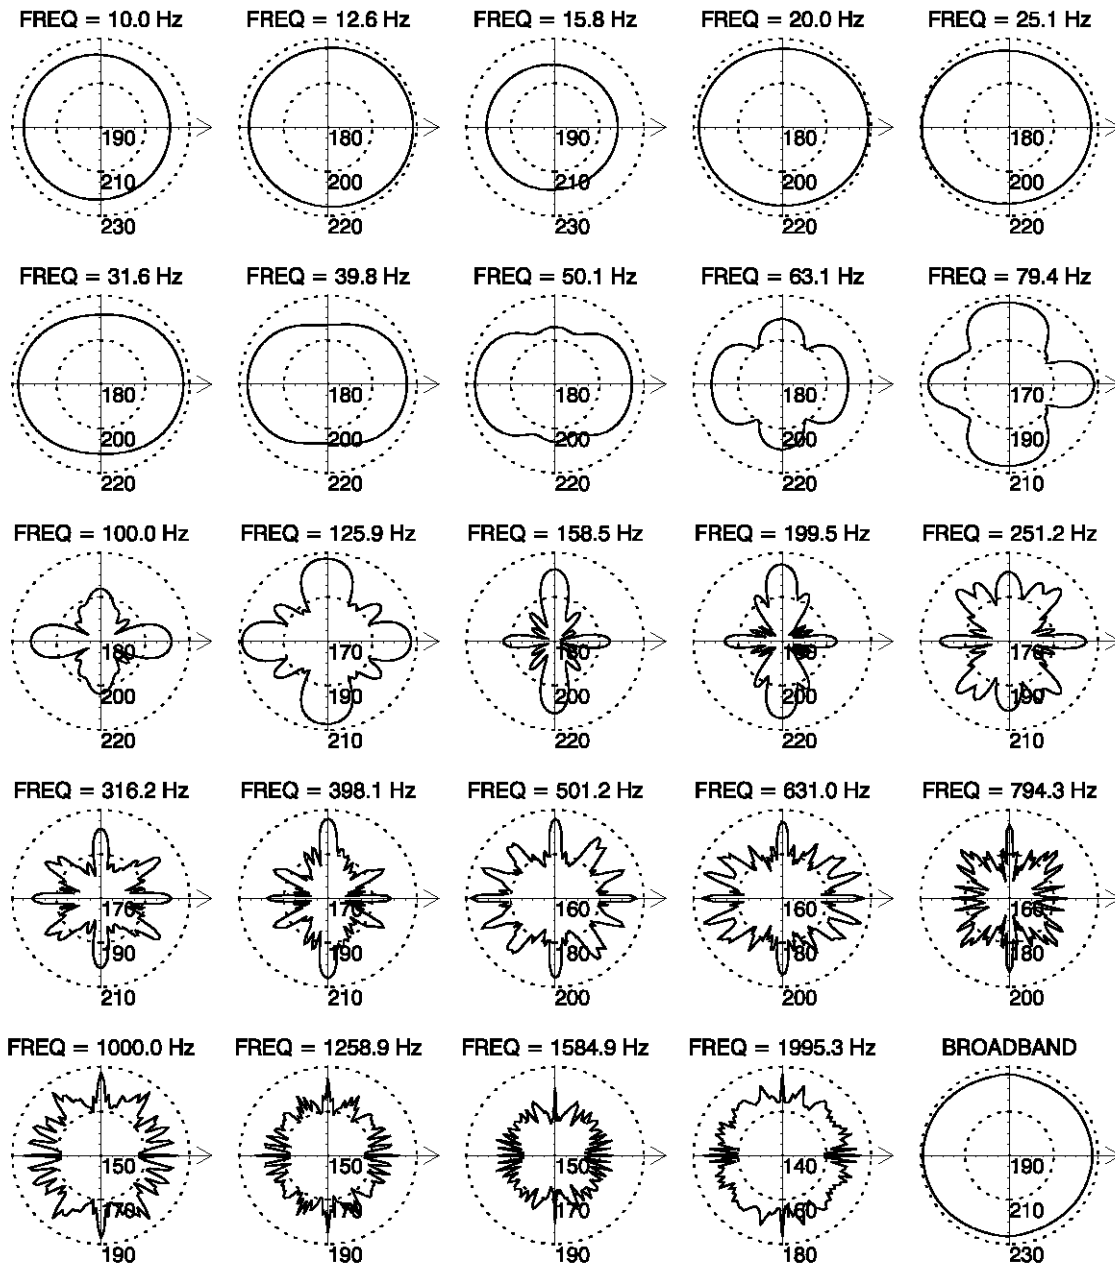 FREQ = 10.0 Hz FREQ = 12.6 Hz FREQ = 15.8 Hz FREQ = 20.0 Hz FREQ = 25.1 Hz
190 180 190 180 180
210 200 210 200 200
230 220 230 220 220
FREQ = 31.6 Hz FREQ = 39.8 Hz FREQ = 50.1 Hz FREQ = 63.1 Hz FREQ = 79.4 Hz
180 180 180 180 170
200 200 200 200 190
220 220 220 220 210
FREQ = 100.0 Hz FREQ = 125.9 Hz FREQ = 158.5 Hz FREQ = 199.5 Hz FREQ = 251.2 Hz
180 170 180 180 170
200 190 200 200 190
220 210 220 220 210
FREQ = 316.2 Hz FREQ = 398.1 Hz FREQ = 501.2 Hz FREQ = 631.0 Hz FREQ = 794.3 Hz
170 170 160 160 160
190 190 180 180 180
210 210 200 200 200
FREQ = 1000.0 Hz FREQ = 1258.9 Hz FREQ = 1584.9 Hz FREQ = 1995.3 Hz BROADBAND
150 150 150 140 190
170 170 170 160 210
190 190 190 180 230